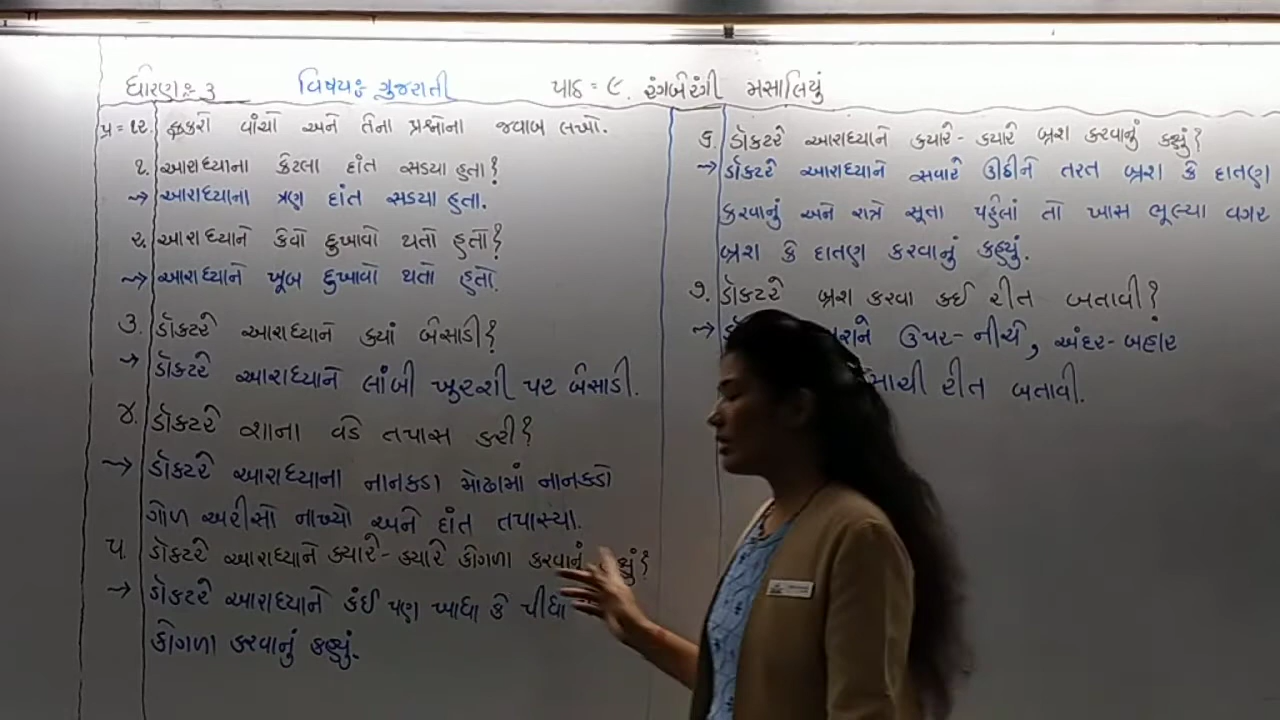 ધોરણઃ ૩ વિષયઃ ગુજરાતી પાઠ = ૯. રંગબેરંગી મસાલિયું
પ્ર = ૧૨. ફકરો વાંચો અને તેના પ્રશ્નોના જવાબ લખો.
૧. આરાધ્યાના કેટલા દાંત સડ્યા હતા?
→ આરાધ્યાના ત્રણ દાંત સડ્યા હતા.
૨. આરાધ્યાને કેવો દુખાવો થતો હતો?
→ આરાધ્યાને ખૂબ દુખાવો થતો હતો.
૩. ડૉક્ટરે આરાધ્યાને ક્યાં બેસાડી?
→ ડૉક્ટરે આરાધ્યાને લાંબી ખુરશી પર બેસાડી.
૪. ડૉક્ટરે શાના વડે તપાસ કરી?
→ ડૉક્ટરે આરાધ્યાના નાનકડા મોઢામાં નાનકડો
ગોળ અરીસો નાખ્યો અને દાંત તપાસ્યા.
૫. ડૉક્ટરે આરાધ્યાને ક્યારે - ક્યારે કોગળા કરવાનું
→ ડૉક્ટરે આરાધ્યાને કંઈ પણ ખાધા કે પીધા
કોગળા કરવાનું કહ્યું.
૬. ડૉક્ટરે આરાધ્યાને ક્યારે - ક્યારે બ્રશ કરવાનું કહ્યું?
→ ડૉક્ટરે આરાધ્યાને સવારે ઊઠીને તરત બ્રશ કે દાતણ
કરવાનું અને રાત્રે સૂતા પહેલાં તો ખાસ ભૂલ્યા વગર
બ્રશ કે દાતણ કરવાનું કહ્યું.
૭. ડૉક્ટરે બ્રશ કરવા કઈ રીત બતાવી?
→ ઉપર - નીચે, અંદર - બહાર
સાચી રીત બતાવી.